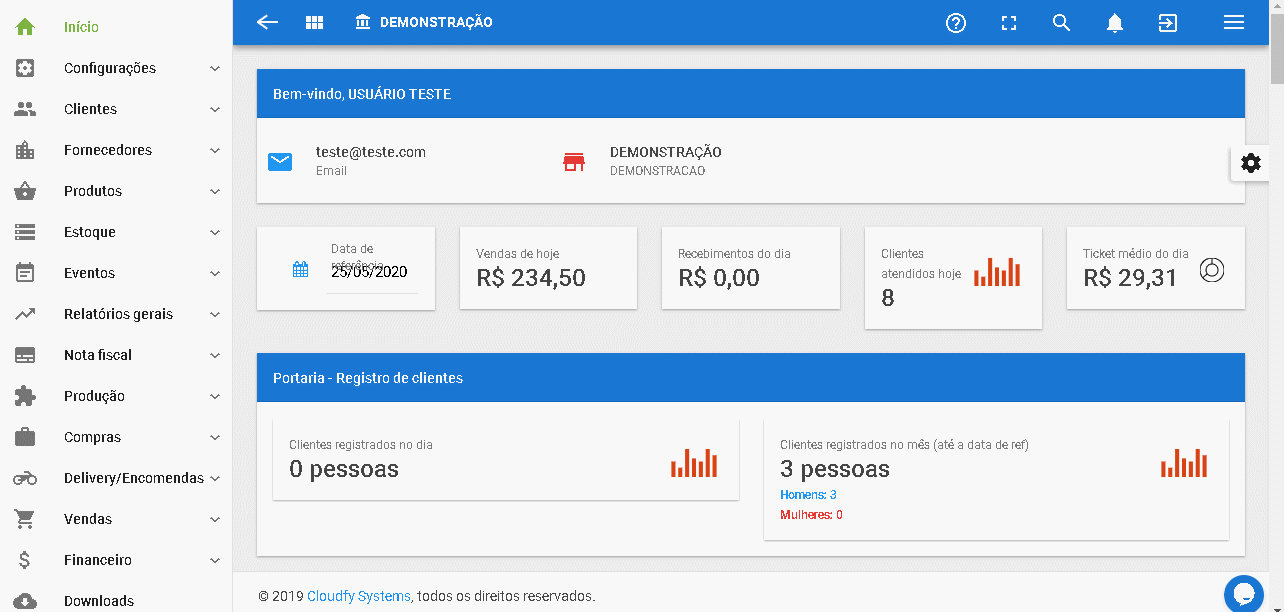 Início
Configurações
Clientes
Fornecedores
Produtos
Estoque
Eventos
Relatórios gerais
Nota fiscal
Produção
Compras
Delivery/Encomendas
Vendas
Financeiro
Downloads
DEMONSTRAÇÃO
Bem-vindo, USUÁRIO TESTE
teste@teste.com
Email
DEMONSTRAÇÃO
DEMONSTRACAO
Data de
referência
25/05/2020
Vendas de hoje
R$ 234,50
Recebimentos do dia
R$ 0,00
Clientes
atendidos hoje
8
Ticket médio do dia
R$ 29,31
Portaria - Registro de clientes
Clientes registrados no dia
0 pessoas
Clientes registrados no mês (até a data de ref)
3 pessoas
Homens: 3
Mulheres: 0
© 2019 Cloudfy Systems, todos os direitos reservados.